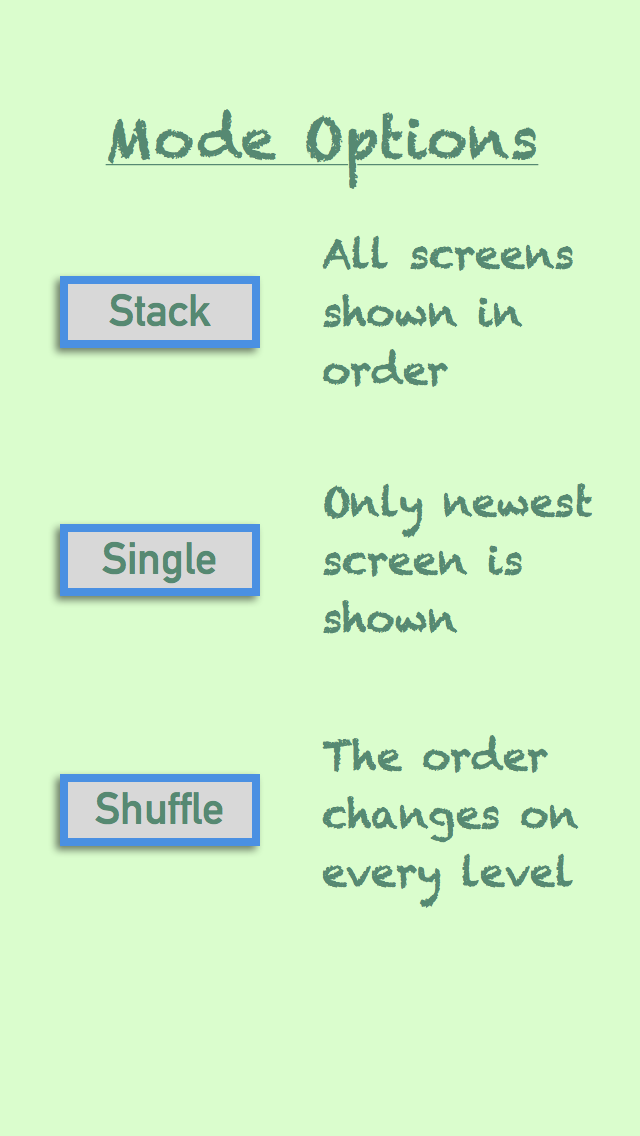 Mode Options
Stack
All screens
shown in
order
Single
Only newest
screen is
shown
Shuffle
The order
changes on
every level